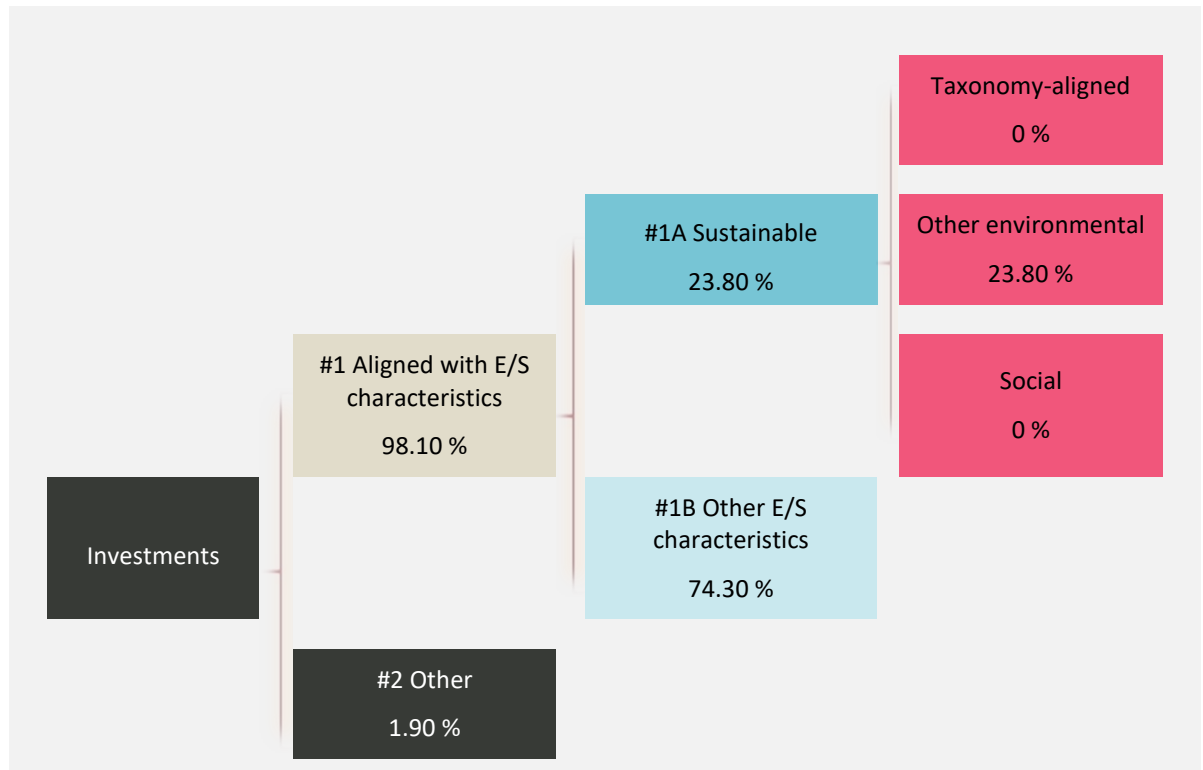 Investments
#1 Aligned with E/S
characteristics
98.10 %
#2 Other
1.90 %
#1A Sustainable
23.80 %
#1B Other E/S
characteristics
74.30 %
Taxonomy-aligned
0 %
Other environmental
23.80 %
Social
0 %